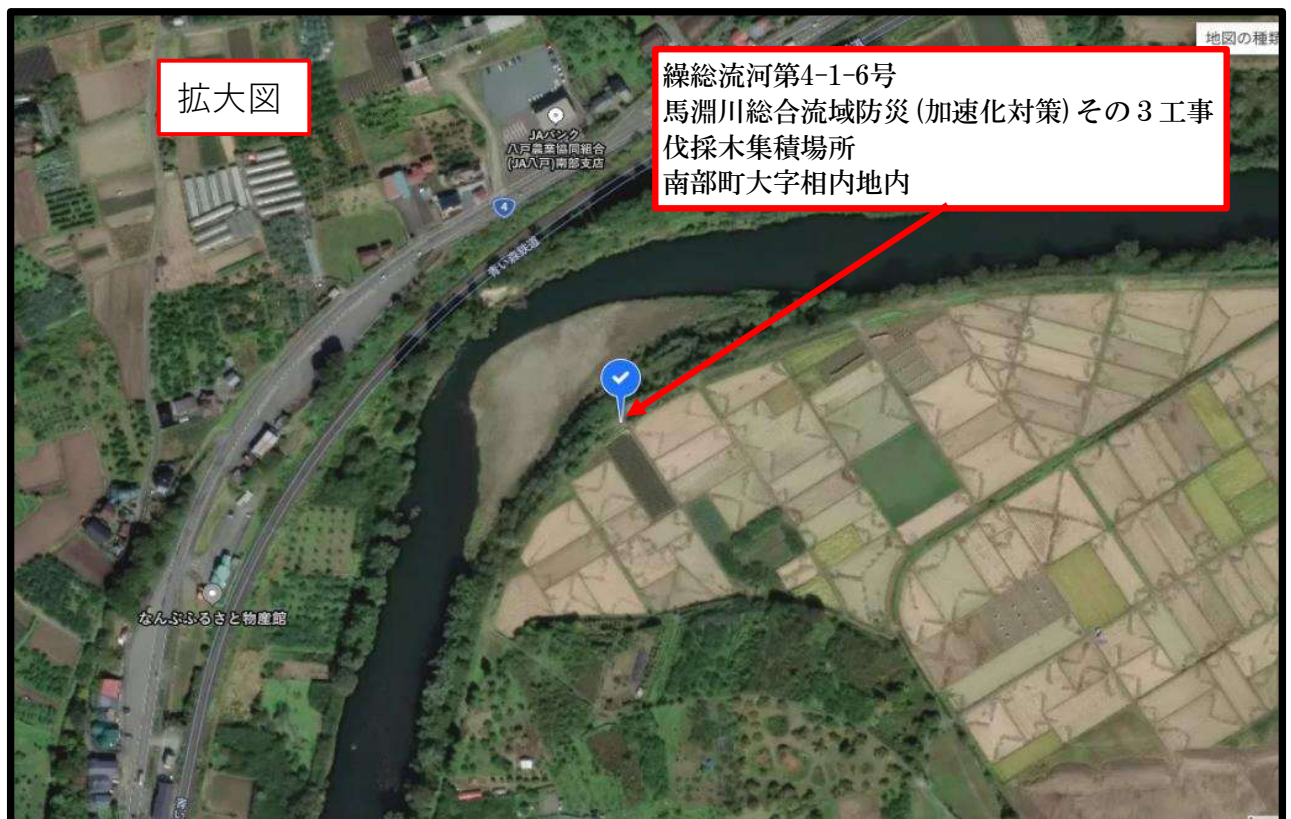 地図の種類
拡大図
繰総流河第4-1-6号
馬淵川総合流域防災(加速化対策)その3工事
伐採木集積場所
南部町大字相内地内
JAバンク
八戸農業協同組合
(JA八戸)南部支店
4
青い森鉄道
なんぶふるさと物産館